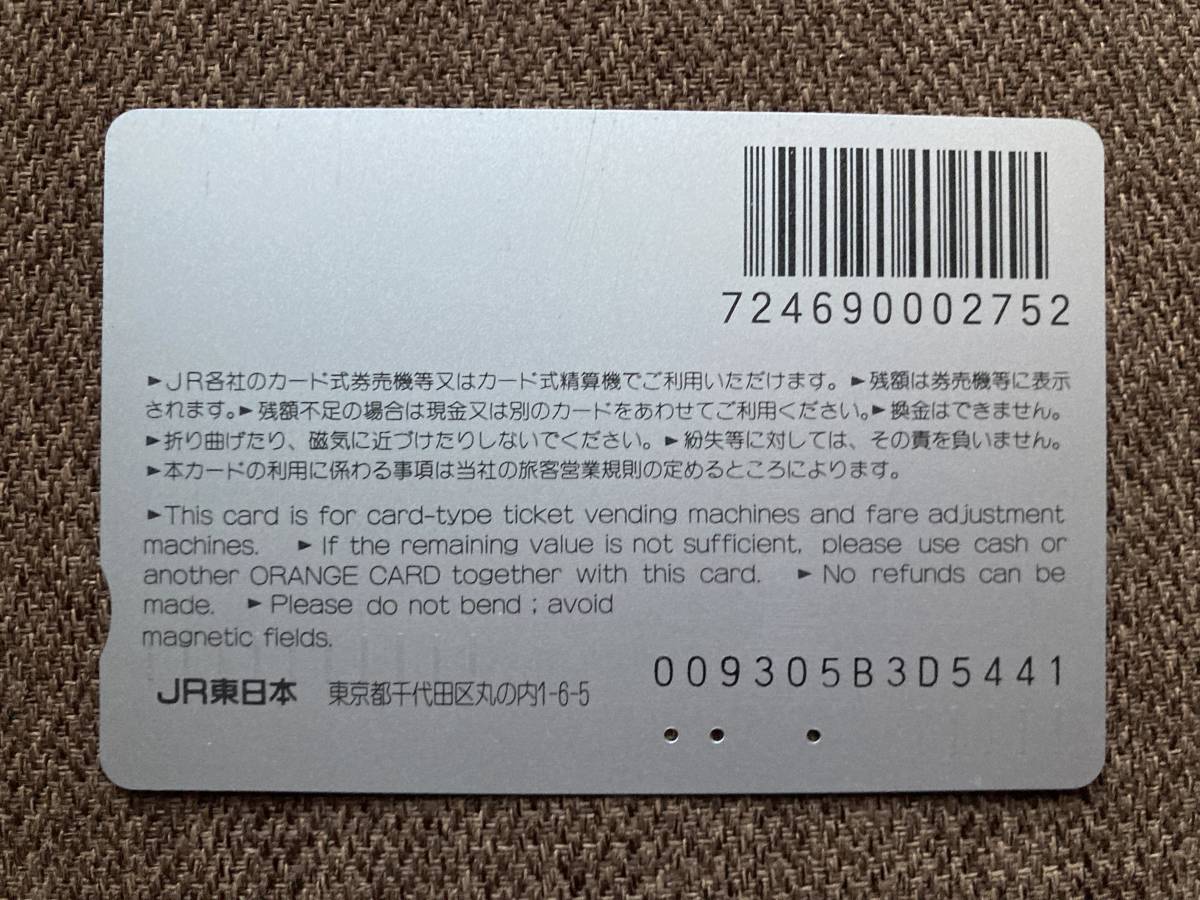 724690002752
►JR各社のカード式券売機等又はカード式精算機でご利用いただけます。►残額は券売機等に表示
されます。►残額不足の場合は現金又は別のカードをあわせてご利用ください。►換金はできません。
►折り曲げたり、磁気に近づけたりしないでください。►紛失等に対しては、その責を負いません。
►本カードの利用に係わる事項は当社の旅客営業規則の定めるところによります。
►This card is for card-type ticket vending machines and fare adjustment
machines. ►If the remaining value is not sufficient, please use cash or
another ORANGE CARD together with this card. ►No refunds can be
made. ►Please do not bend ; avoid
magnetic fields.
009305B3D5441
JR東日本 東京都千代田区丸の内1-6-5